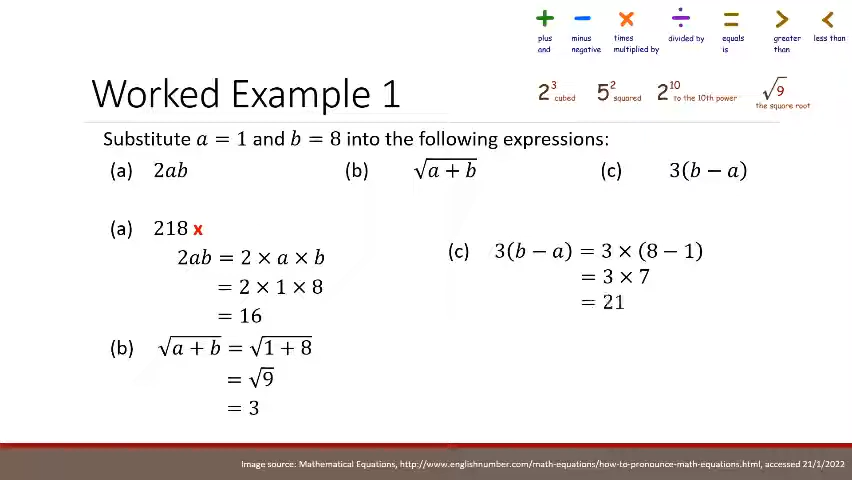 + − × ÷ = > <
plus minus times divided by equals greater less than
and negative multiplied by is than
Worked Example 1
2³ cubed 5² squared 2¹⁰ To the 10th power √9
the square root
Substitute 𝑎 = 1 and 𝑏 = 8 into the following expressions:
(a) 2𝑎𝑏 (b) √(𝑎 + 𝑏) (c) 3(𝑏 − 𝑎)
(a) 218 x
2𝑎𝑏 = 2 × 𝑎 × 𝑏
= 2 × 1 × 8
= 16
(b) √(𝑎 + 𝑏) = √(1 + 8)
= √9
= 3
(c) 3(𝑏 − 𝑎) = 3 × (8 − 1)
= 3 × 7
= 21
Image source: Mathematical Equations, http://www.englishnumber.com/math-equations/how-to-pronounce-math-equations.html, accessed 21/1/2022